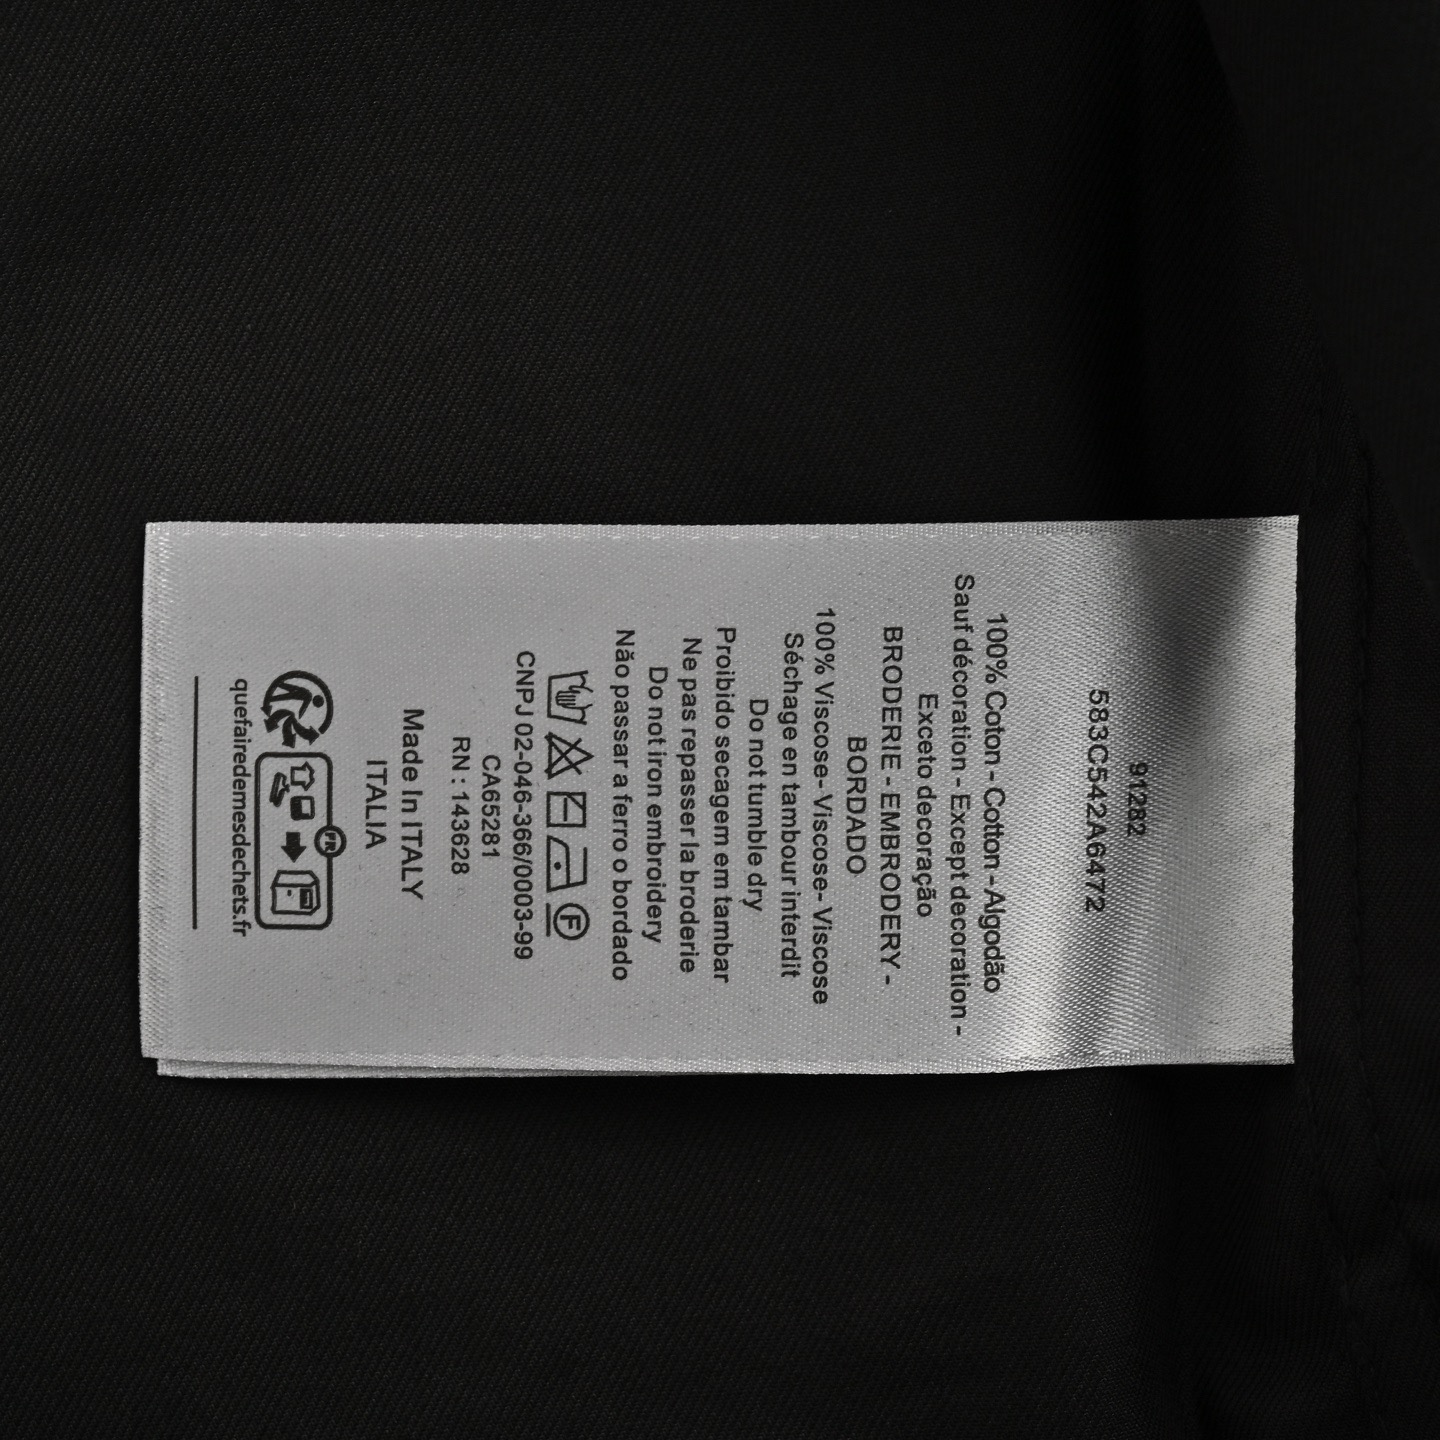 91282
583C542A6472
100% Coton - Cotton - Algodão
Sauf décoration - Except decoration -
Exceto decoração
BRODERIE - EMBRODERY -
BORDADO
100% Viscose - Viscose - Viscose
Séchage en tambour interdit
Do not tumble dry
Proibido secagem em tambar
Ne pas repasser la broderie
Do not iron embroidery
Não passar a ferro o bordado
F
CNPJ 02-046-366/0003-99
CA65281
RN : 143628
Made In ITALY
ITALIA
FR
quefairedemesdechets.fr